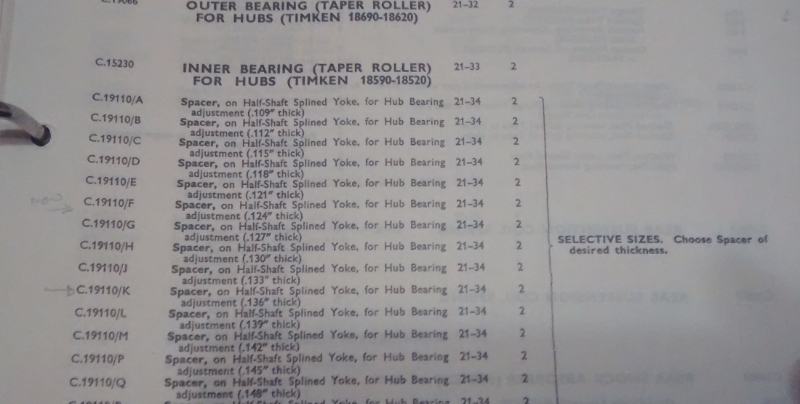 OUTER BEARING (TAPER ROLLER) 21-32 2
FOR HUBS (TIMKEN 18690-18620)
C.15230 INNER BEARING (TAPER ROLLER) 21-33 2
FOR HUBS (TIMKEN 18590-18520)
C.19110/A Spacer, on Half-Shaft Splined Yoke, for Hub Bearing 21-34 2
adjustment (.109" thick)
C.19110/B Spacer, on Half-Shaft Splined Yoke, for Hub Bearing 21-34 2
adjustment (.112" thick)
C.19110/C Spacer, on Half-Shaft Splined Yoke, for Hub Bearing 21-34 2
adjustment (.115" thick)
C.19110/D Spacer, on Half-Shaft Splined Yoke, for Hub Bearing 21-34 2
adjustment (.118" thick)
C.19110/E Spacer, on Half-Shaft Splined Yoke, for Hub Bearing 21-34 2
adjustment (.121" thick)
C.19110/F Spacer, on Half-Shaft Splined Yoke, for Hub Bearing 21-34 2
adjustment (.124" thick)
C.19110/G Spacer, on Half-Shaft Splined Yoke, for Hub Bearing 21-34 2
adjustment (.127" thick)
C.19110/H Spacer, on Half-Shaft Splined Yoke, for Hub Bearing 21-34 2
adjustment (.130" thick)
SELECTIVE SIZES. Choose Spacer of
desired thickness.
C.19110/J Spacer, on Half-Shaft Splined Yoke, for Hub Bearing 21-34 2
adjustment (.133" thick)
C.19110/K Spacer, on Half-Shaft Splined Yoke, for Hub Bearing 21-34 2
adjustment (.136" thick)
C.19110/L Spacer, on Half-Shaft Splined Yoke, for Hub Bearing 21-34 2
adjustment (.139" thick)
C.19110/M Spacer, on Half-Shaft Splined Yoke, for Hub Bearing 21-34 2
adjustment (.142" thick)
C.19110/P Spacer, on Half-Shaft Splined Yoke, for Hub Bearing 21-34 2
adjustment (.145" thick)
C.19110/Q Spacer, on Half-Shaft Splined Yoke, for Hub Bearing 21-34 2
adjustment (.148" thick)